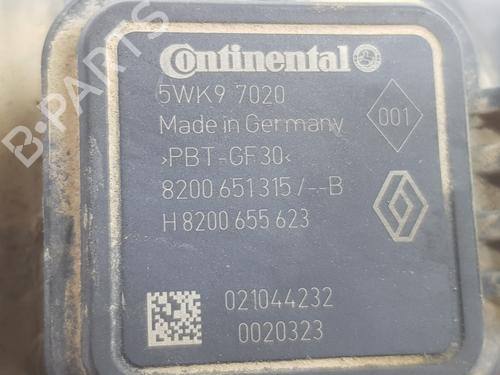 Continental
5WK9 7020
Made in Germany
001
>PBT-GF30<
8200 651 315 /--B
H 8200 655 623
021044232
0020323
B-PARTS